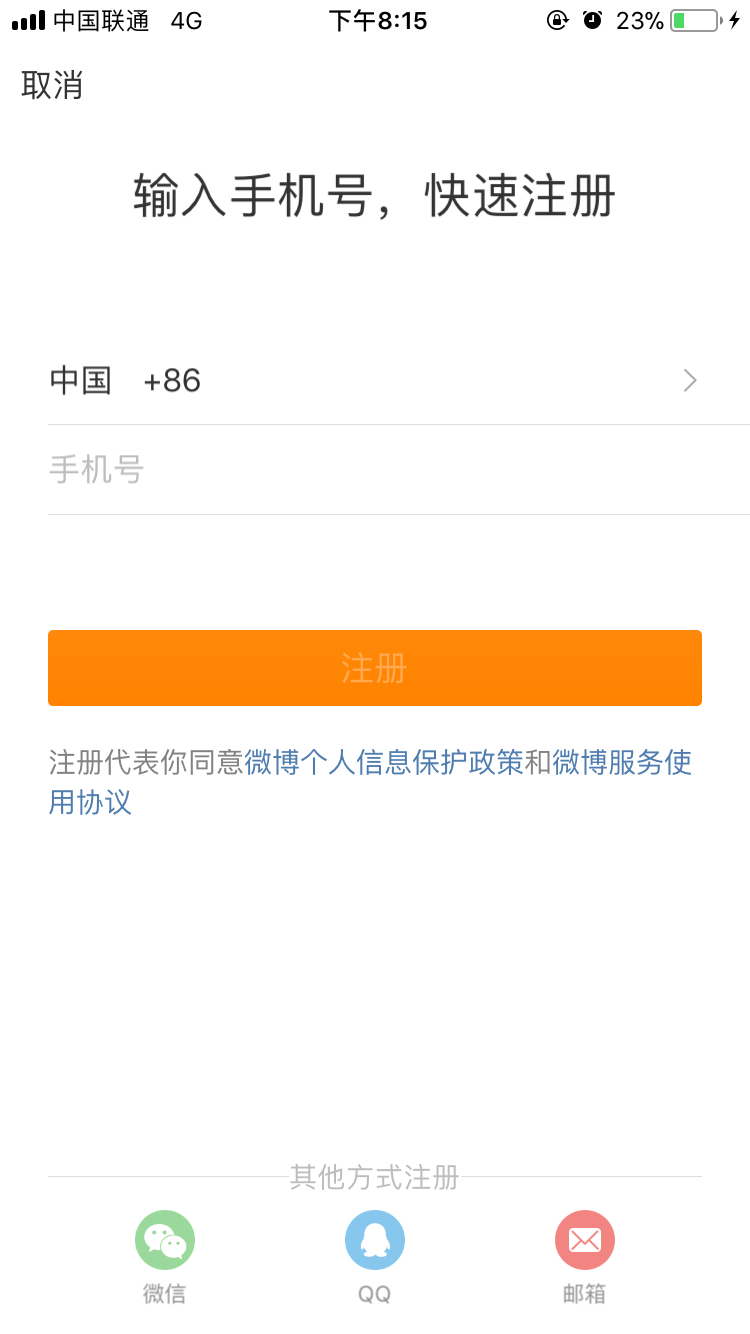 中国联通 4G 下午8:15 23%
取消
输入手机号，快速注册
中国 +86
手机号
注册
注册代表你同意微博个人信息保护政策和微博服务使
用协议
其他方式注册
微信 QQ 邮箱